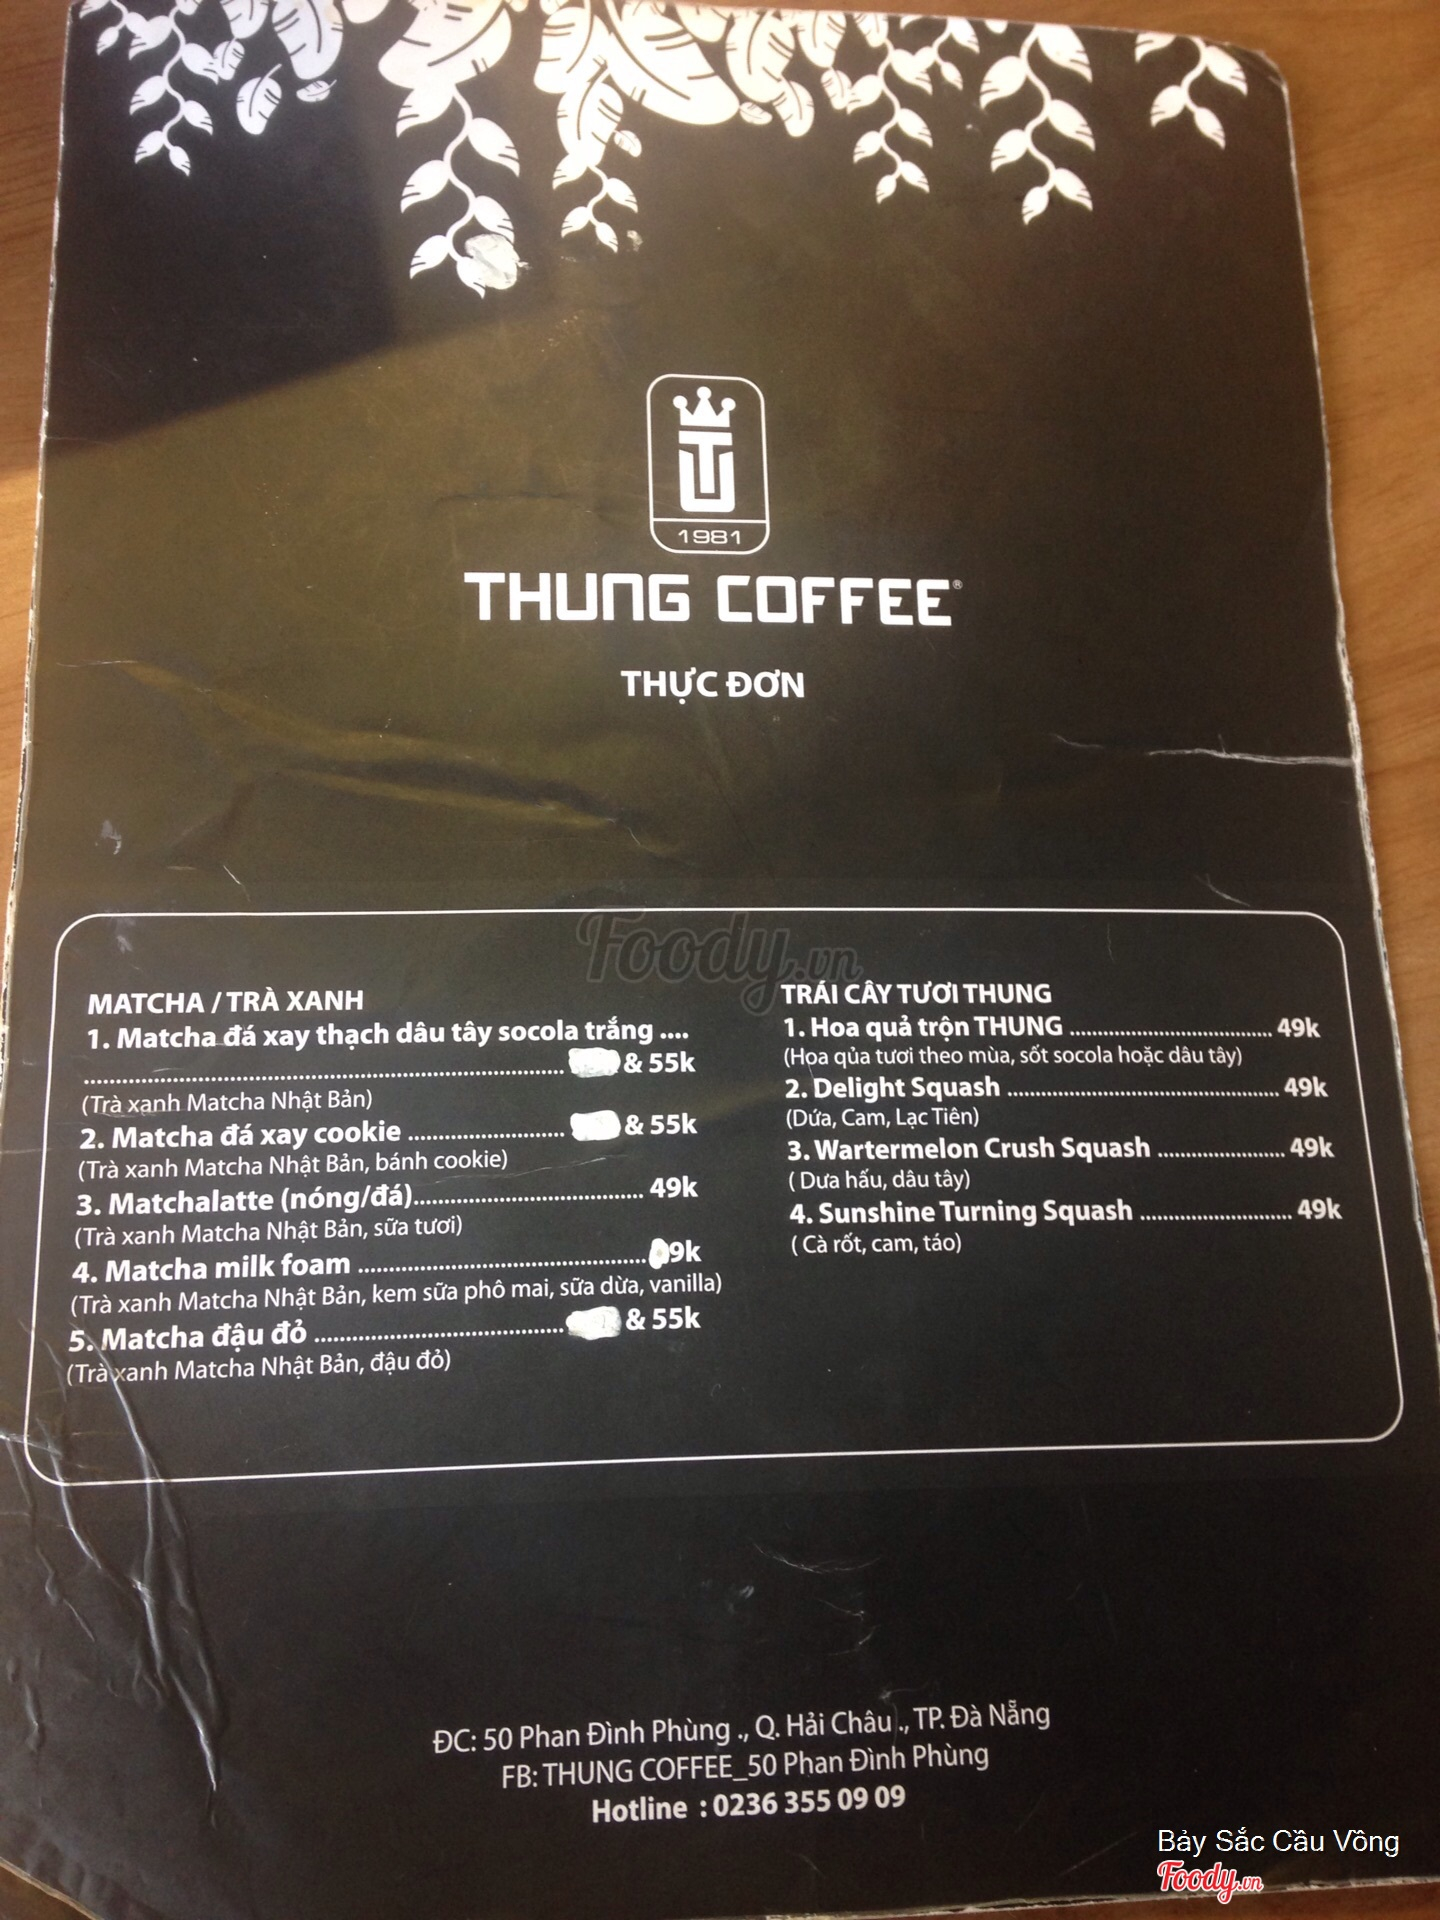 1981
THUNG COFFEE®
THỰC ĐƠN
Foody.vn
MATCHA / TRÀ XANH
1. Matcha đá xay thạch dâu tây socola trắng ....
........ & 55k
(Trà xanh Matcha Nhật Bản)
2. Matcha đá xay cookie ........ & 55k
(Trà xanh Matcha Nhật Bản, bánh cookie)
3. Matchalatte (nóng/đá)........ 49k
(Trà xanh Matcha Nhật Bản, sữa tươi)
4. Matcha milk foam ........ 9k
(Trà xanh Matcha Nhật Bản, kem sữa phô mai, sữa dừa, vanilla)
5. Matcha đậu đỏ ........ & 55k
(Trà xanh Matcha Nhật Bản, đậu đỏ)
TRÁI CÂY TƯƠI THUNG
1. Hoa quả trộn THUNG ........ 49k
(Hoa qủa tươi theo mùa, sốt socola hoặc dâu tây)
2. Delight Squash ........ 49k
(Dứa, Cam, Lạc Tiên)
3. Wartermelon Crush Squash ........ 49k
( Dưa hấu, dâu tây)
4. Sunshine Turning Squash ........ 49k
( Cà rốt, cam, táo)
ĐC: 50 Phan Đình Phùng ., Q. Hải Châu ., TP. Đà Nẵng
FB: THUNG COFFEE_50 Phan Đình Phùng
Hotline : 0236 355 09 09
Bảy Sắc Cầu Vồng
Foody.vn